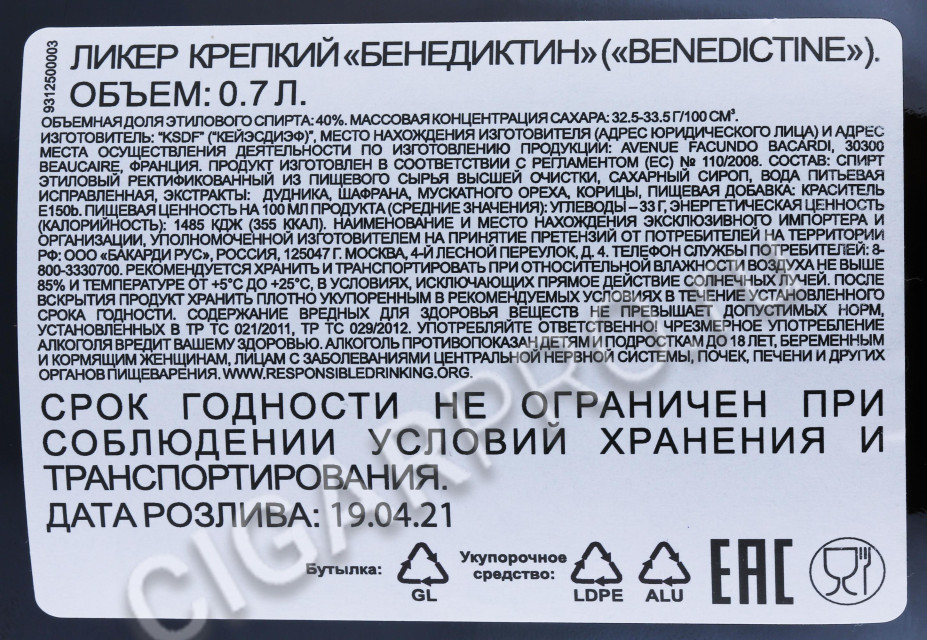 9312500003
ЛИКЕР КРЕПКИЙ «БЕНЕДИКТИН» («BENEDICTINE»).
ОБЪЕМ: 0.7 Л.
ОБЪЕМНАЯ ДОЛЯ ЭТИЛОВОГО СПИРТА: 40%. МАССОВАЯ КОНЦЕНТРАЦИЯ САХАРА: 32.5-33.5 Г/100 СМ³.
ИЗГОТОВИТЕЛЬ: "KSDF" ("КЕЙЭСДИЭФ)", МЕСТО НАХОЖДЕНИЯ ИЗГОТОВИТЕЛЯ (АДРЕС ЮРИДИЧЕСКОГО ЛИЦА) И АДРЕС
МЕСТА ОСУЩЕСТВЛЕНИЯ ДЕЯТЕЛЬНОСТИ ПО ИЗГОТОВЛЕНИЮ ПРОДУКЦИИ: AVENUE FACUNDO BACARDI, 30300
BEAUCAIRE, ФРАНЦИЯ. ПРОДУКТ ИЗГОТОВЛЕН В СООТВЕТСТВИИ С РЕГЛАМЕНТОМ (ЕС) № 110/2008. СОСТАВ: СПИРТ
ЭТИЛОВЫЙ РЕКТИФИКОВАННЫЙ ИЗ ПИЩЕВОГО СЫРЬЯ ВЫСШЕЙ ОЧИСТКИ, САХАРНЫЙ СИРОП, ВОДА ПИТЬЕВАЯ
ИСПРАВЛЕННАЯ, ЭКСТРАКТЫ: ДУДНИКА, ШАФРАНА, МУСКАТНОГО ОРЕХА, КОРИЦЫ, ПИЩЕВАЯ ДОБАВКА: КРАСИТЕЛЬ
Е150b. ПИЩЕВАЯ ЦЕННОСТЬ НА 100 МЛ ПРОДУКТА (СРЕДНИЕ ЗНАЧЕНИЯ): УГЛЕВОДЫ – 33 Г, ЭНЕРГЕТИЧЕСКАЯ ЦЕННОСТЬ
(КАЛОРИЙНОСТЬ): 1485 КДЖ (355 ККАЛ). НАИМЕНОВАНИЕ И МЕСТО НАХОЖДЕНИЯ ЭКСКЛЮЗИВНОГО ИМПОРТЕРА И
ОРГАНИЗАЦИИ, УПОЛНОМОЧЕННОЙ ИЗГОТОВИТЕЛЕМ НА ПРИНЯТИЕ ПРЕТЕНЗИЙ ОТ ПОТРЕБИТЕЛЕЙ НА ТЕРРИТОРИИ
РФ: ООО «БАКАРДИ РУС», РОССИЯ, 125047 Г. МОСКВА, 4-Й ЛЕСНОЙ ПЕРЕУЛОК, Д. 4. ТЕЛЕФОН СЛУЖБЫ ПОТРЕБИТЕЛЕЙ: 8-
800-3330700. РЕКОМЕНДУЕТСЯ ХРАНИТЬ И ТРАНСПОРТИРОВАТЬ ПРИ ОТНОСИТЕЛЬНОЙ ВЛАЖНОСТИ ВОЗДУХА НЕ ВЫШЕ
85% И ТЕМПЕРАТУРЕ ОТ +5°С ДО +25°С, В УСЛОВИЯХ, ИСКЛЮЧАЮЩИХ ПРЯМОЕ ДЕЙСТВИЕ СОЛНЕЧНЫХ ЛУЧЕЙ. ПОСЛЕ
ВСКРЫТИЯ ПРОДУКТ ХРАНИТЬ ПЛОТНО УКУПОРЕННЫМ В РЕКОМЕНДУЕМЫХ УСЛОВИЯХ В ТЕЧЕНИЕ УСТАНОВЛЕННОГО
СРОКА ГОДНОСТИ. СОДЕРЖАНИЕ ВРЕДНЫХ ДЛЯ ЗДОРОВЬЯ ВЕЩЕСТВ НЕ ПРЕВЫШАЕТ ДОПУСТИМЫХ НОРМ,
УСТАНОВЛЕННЫХ В ТР ТС 021/2011, ТР ТС 029/2012. УПОТРЕБЛЯЙТЕ ОТВЕТСТВЕННО. ЧРЕЗМЕРНОЕ УПОТРЕБЛЕНИЕ
АЛКОГОЛЯ ВРЕДИТ ВАШЕМУ ЗДОРОВЬЮ. АЛКОГОЛЬ ПРОТИВОПОКАЗАН ДЕТЯМ И ПОДРОСТКАМ ДО 18 ЛЕТ, БЕРЕМЕННЫМ
И КОРМЯЩИМ ЖЕНЩИНАМ, ЛИЦАМ С ЗАБОЛЕВАНИЯМИ ЦЕНТРАЛЬНОЙ НЕРВНОЙ СИСТЕМЫ, ПОЧЕК, ПЕЧЕНИ И ДРУГИХ
ОРГАНОВ ПИЩЕВАРЕНИЯ. WWW.RESPONSIBLEDRINKING.ORG.
СРОК ГОДНОСТИ НЕ ОГРАНИЧЕН ПРИ
СОБЛЮДЕНИИ УСЛОВИЙ ХРАНЕНИЯ И
ТРАНСПОРТИРОВАНИЯ.
ДАТА РОЗЛИВА: 19.04.21
Бутылка:
GL
Укупорочное
средство:
LDPE
ALU
EAC
CIGARPRO.RU